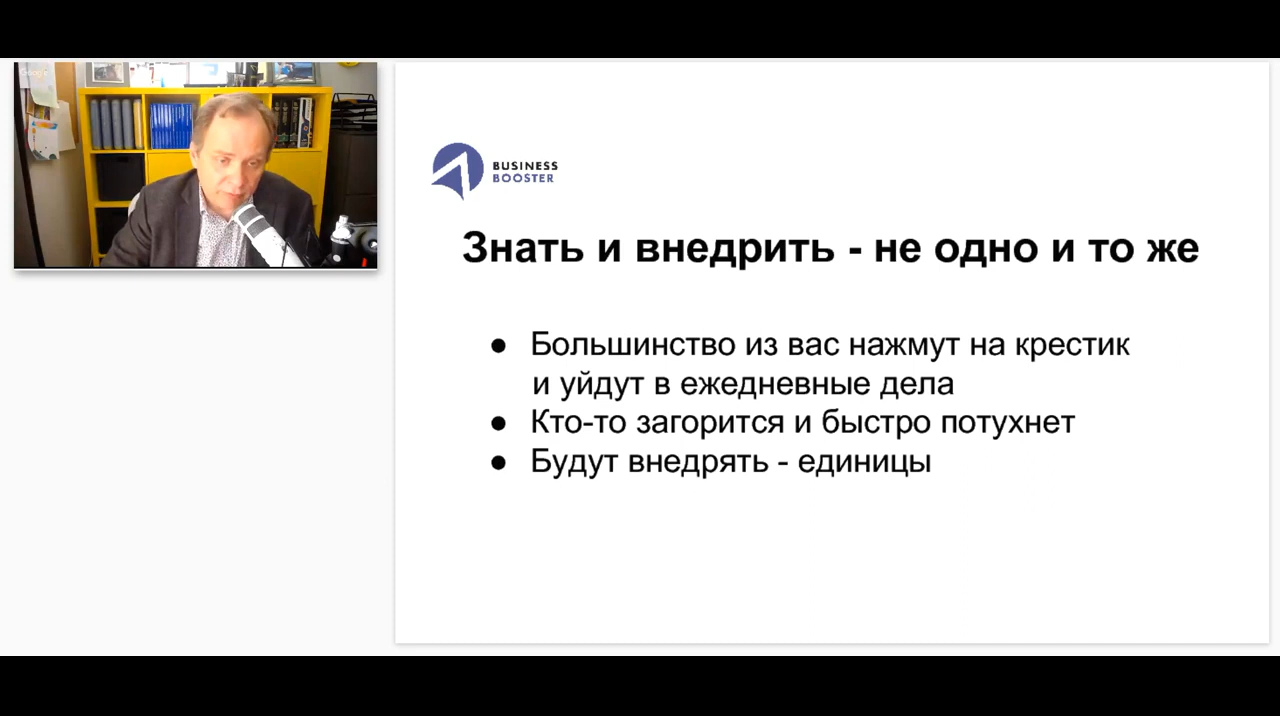 Google
BUSINESS
BOOSTER
Знать и внедрить - не одно и то же
● Большинство из вас нажмут на крестик
и уйдут в ежедневные дела
● Кто-то загорится и быстро потухнет
● Будут внедрять - единицы